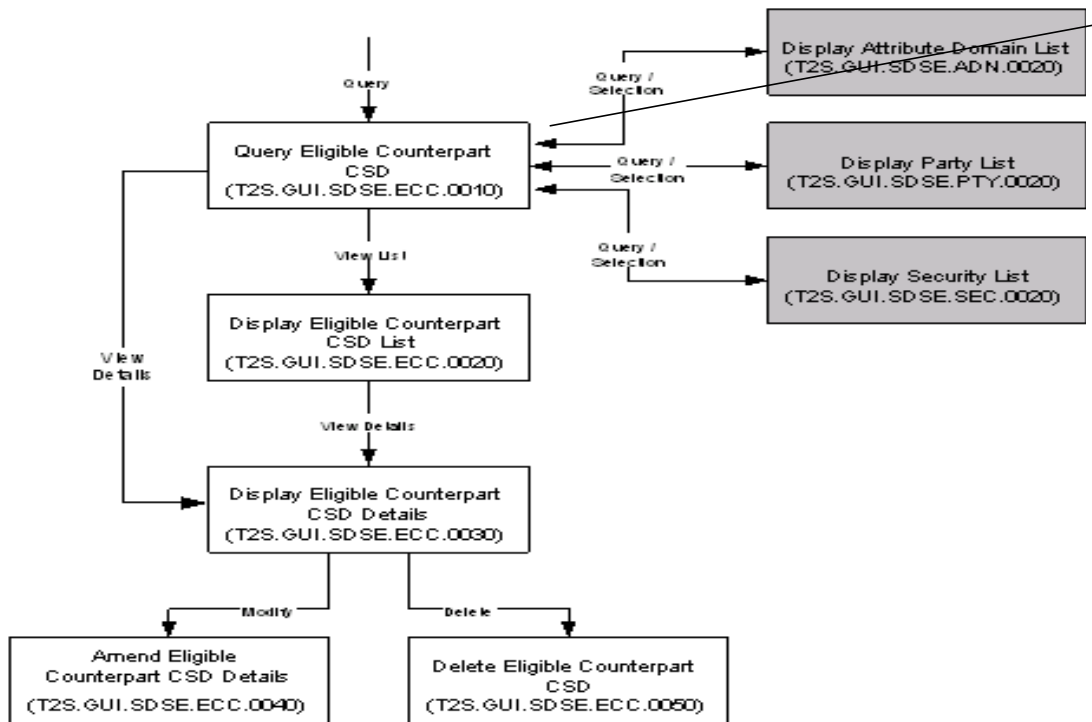 Display Attribute Domain List
(T2S.GUI.SDSE.ADN.0020)
Query /
Selection
Query
Query Eligible Counterpart
CSD
(T2S.GUI.SDSE.ECC.0010)
Query /
Selection
Display Party List
(T2S.GUI.SDSE.PTY.0020)
View List
Query /
Selection
Display Security List
(T2S.GUI.SDSE.SEC.0020)
Display Eligible Counterpart
CSD List
(T2S.GUI.SDSE.ECC.0020)
View
Details
View Details
Display Eligible Counterpart
CSD Details
(T2S.GUI.SDSE.ECC.0030)
Modify
Delete
Amend Eligible
Counterpart CSD Details
(T2S.GUI.SDSE.ECC.0040)
Delete Eligible Counterpart
CSD
(T2S.GUI.SDSE.ECC.0050)